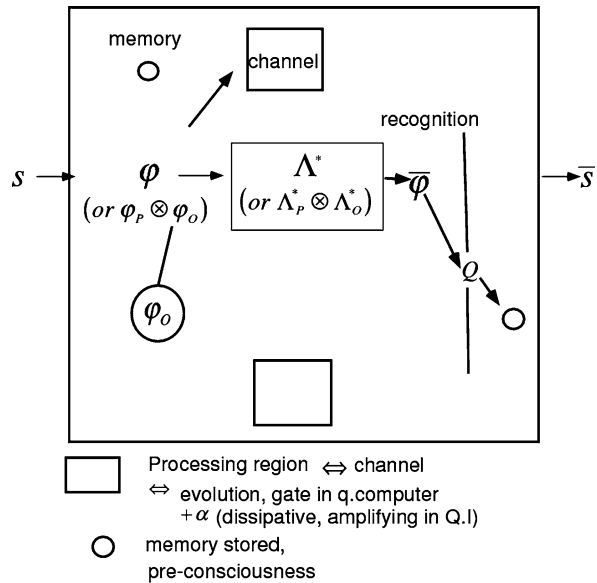 memory
channel
recognition
s
φ
(or φ_P ⊗ φ_O)
Λ*
(or Λ*_P ⊗ Λ*_O)
φ̅
s̅
Q
φ_O
Processing region ⇔ channel
⇔ evolution, gate in q.computer
+α (dissipative, amplifying in Q.I)
memory stored,
pre-consciousness